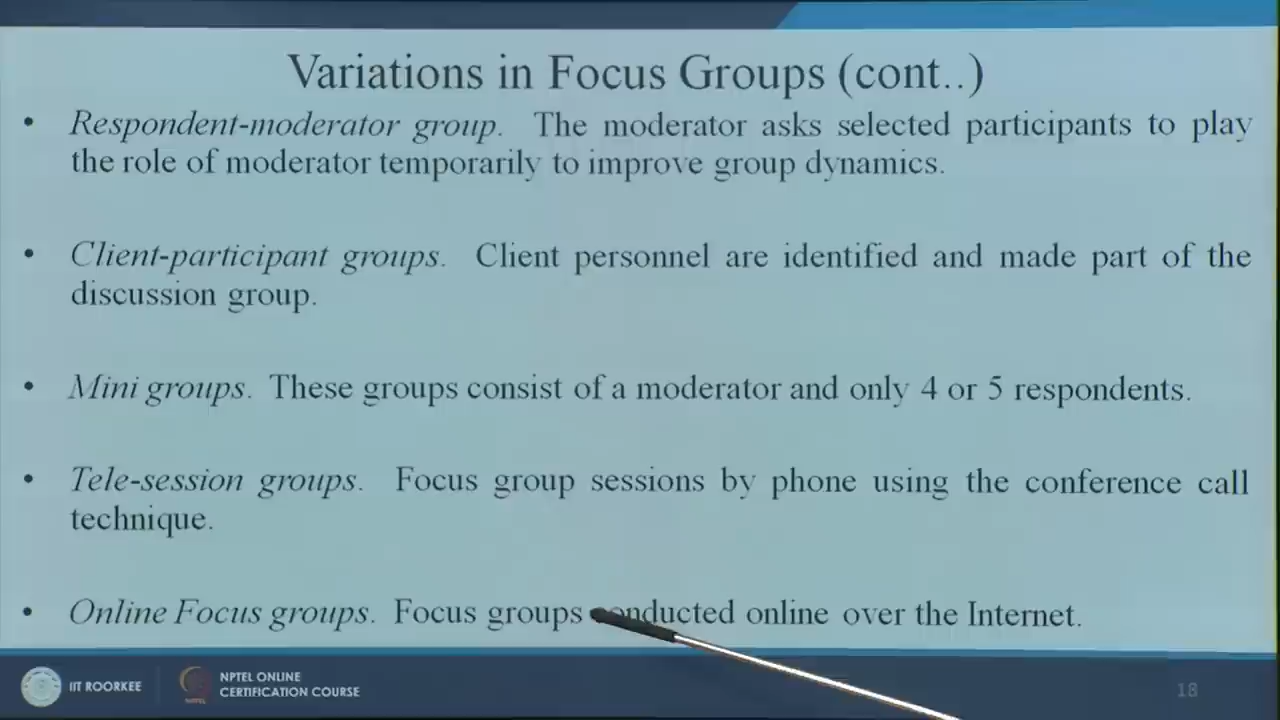 Variations in Focus Groups (cont..)
• Respondent-moderator group. The moderator asks selected participants to play
the role of moderator temporarily to improve group dynamics.
• Client-participant groups. Client personnel are identified and made part of the
discussion group.
• Mini groups. These groups consist of a moderator and only 4 or 5 respondents.
• Tele-session groups. Focus group sessions by phone using the conference call
technique.
• Online Focus groups. Focus groups conducted online over the Internet.
IIT ROORKEE
NPTEL ONLINE
CERTIFICATION COURSE
18